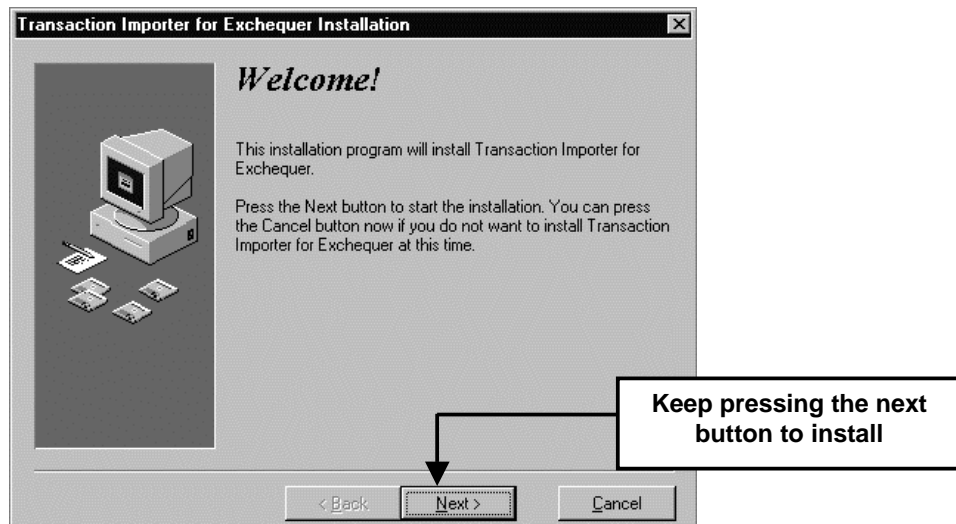 Transaction Importer for Exchequer Installation
Welcome!
This installation program will install Transaction Importer for
Exchequer.
Press the Next button to start the installation. You can press
the Cancel button now if you do not want to install Transaction
Importer for Exchequer at this time.
Keep pressing the next
button to install
< Back
Next >
Cancel